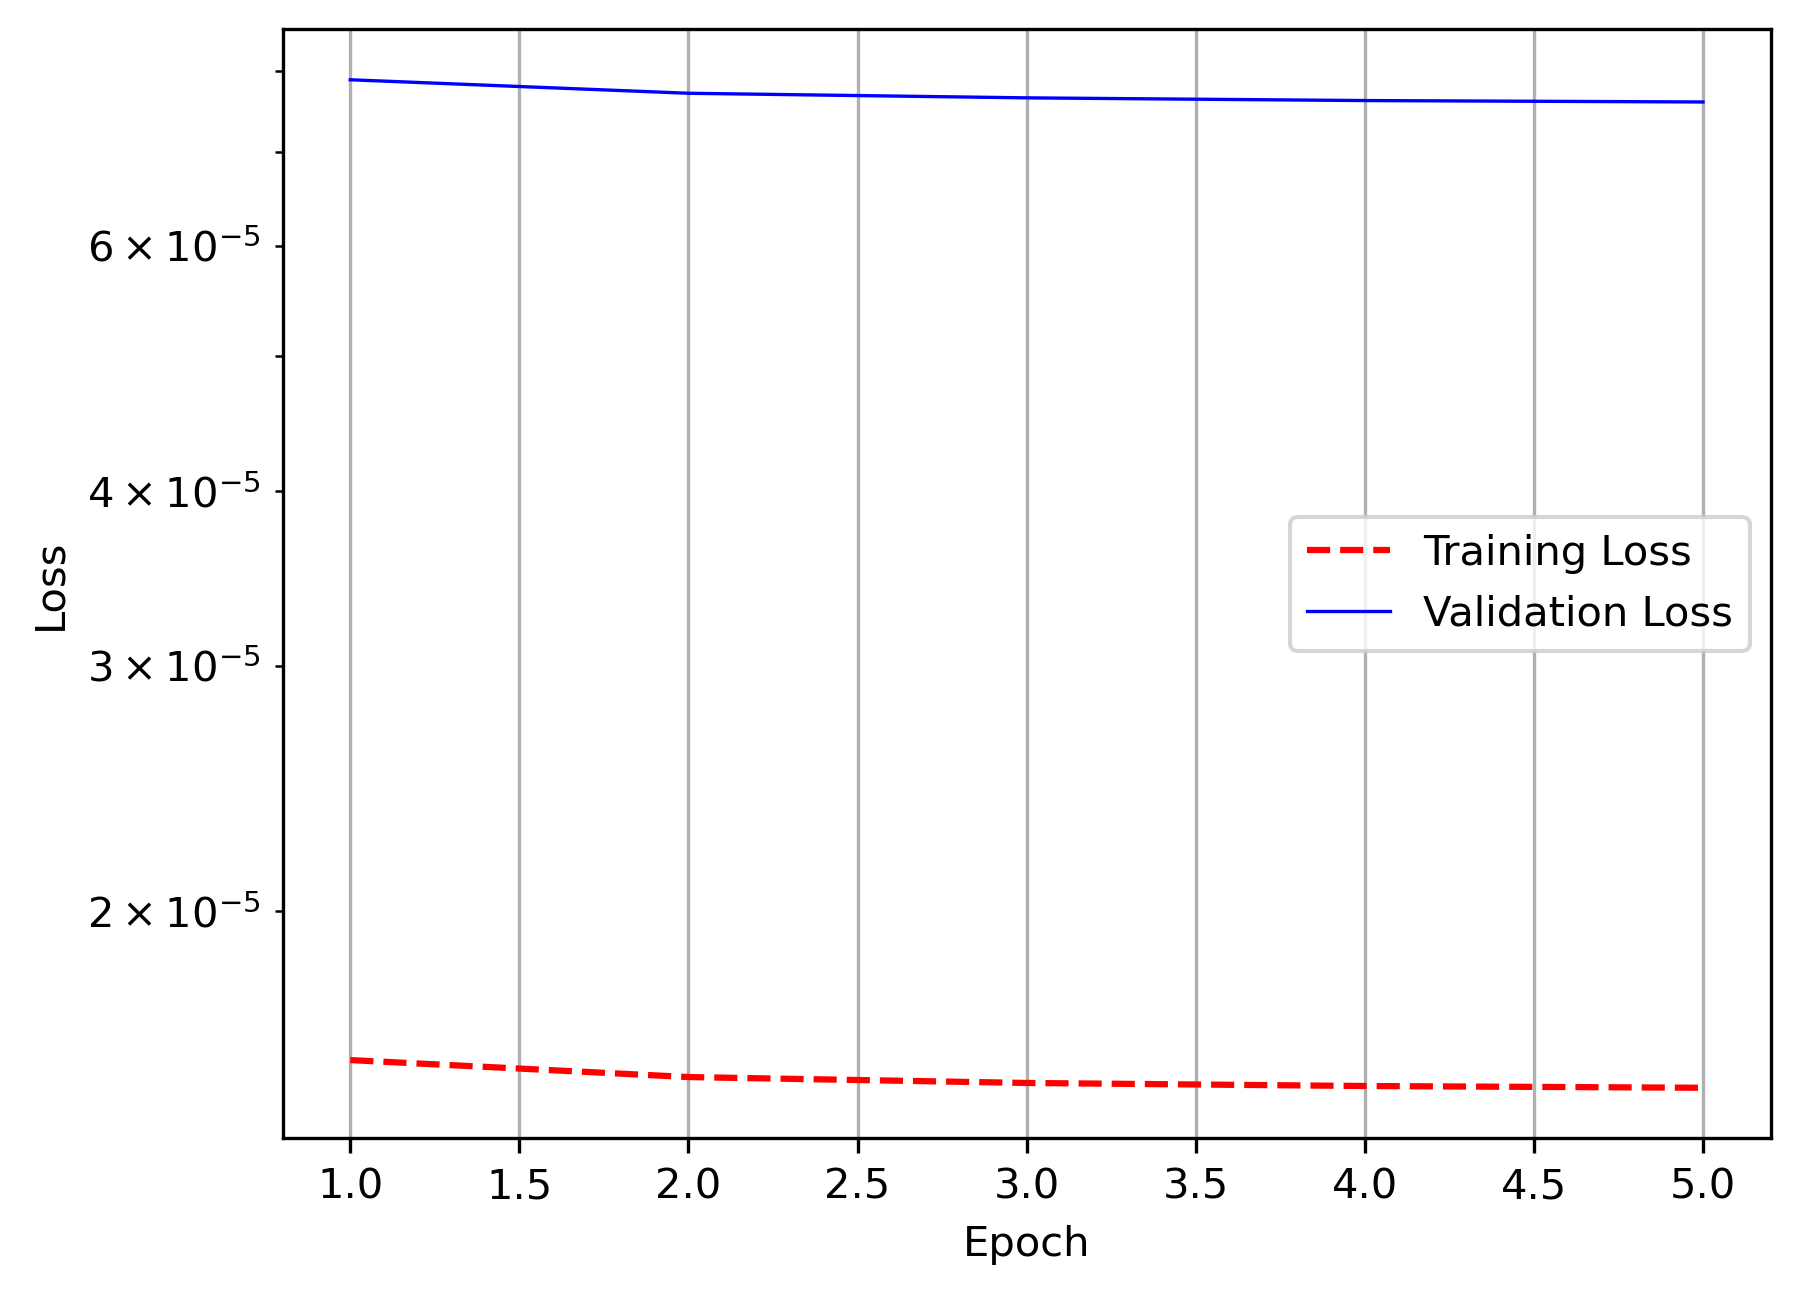 6 × 10⁻⁵
4 × 10⁻⁵
3 × 10⁻⁵
2 × 10⁻⁵
Loss
Training Loss
Validation Loss
1.0 1.5 2.0 2.5 3.0 3.5 4.0 4.5 5.0
Epoch